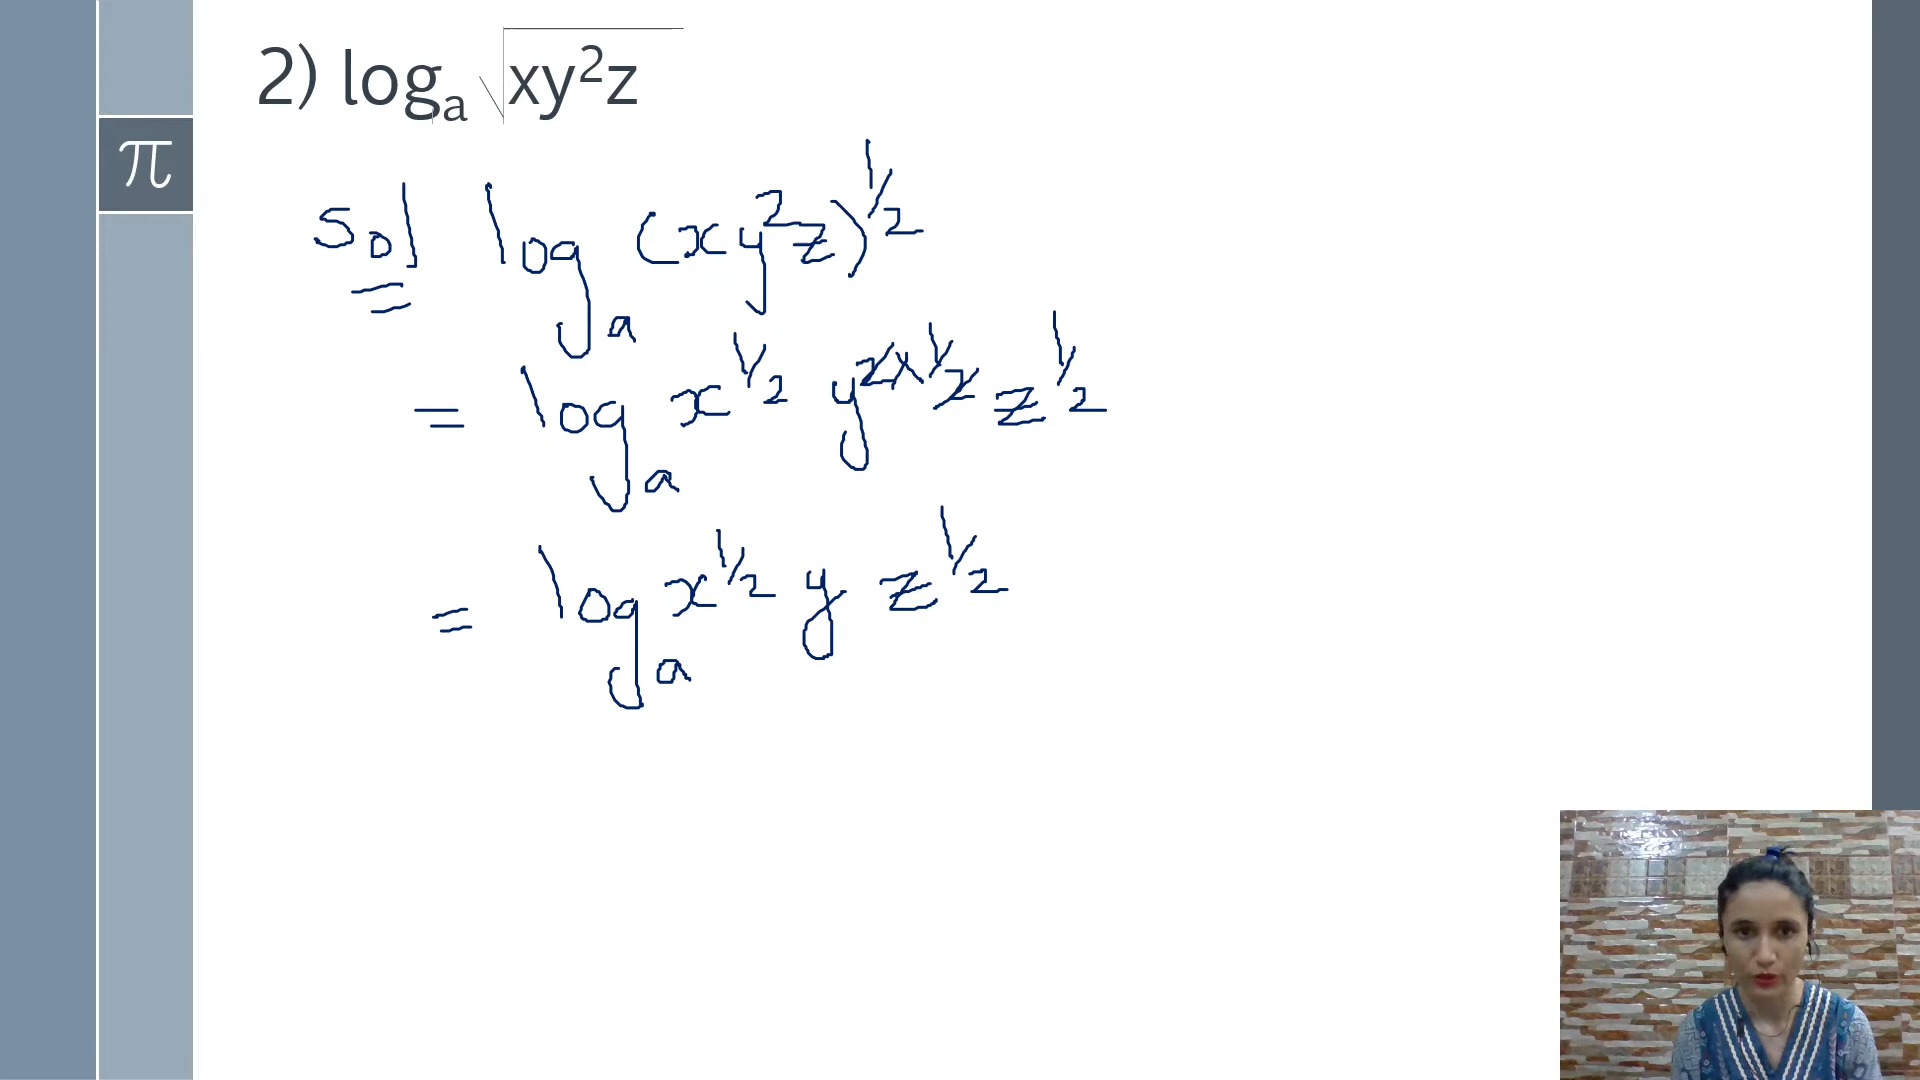 2) logₐ √xy²z
π
Sol logₐ (xy²z)^1/2
= logₐ x^1/2 y^2×1/2 z^1/2
= logₐ x^1/2 y z^1/2